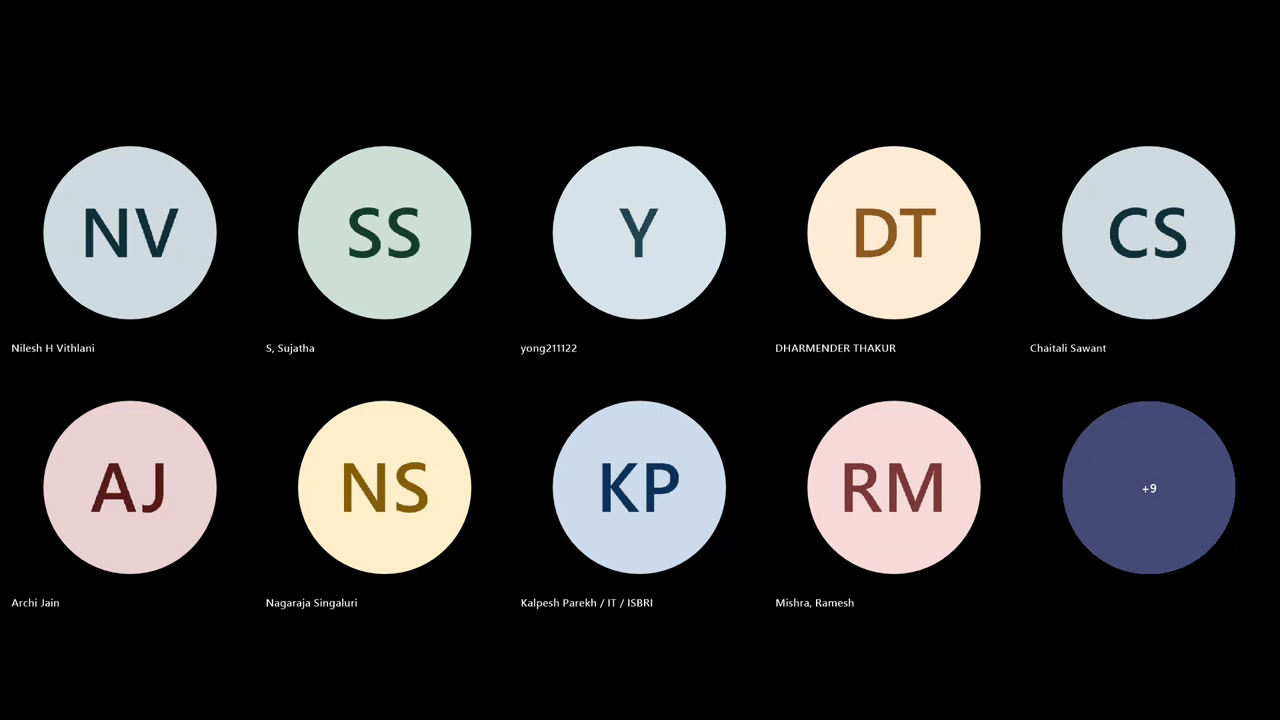 NV
SS
Y
DT
CS
Nilesh H Vithlani
S, Sujatha
yong211122
DHARMENDER THAKUR
Chaitali Sawant
AJ
NS
KP
RM
+9
Archi Jain
Nagaraja Singaluri
Kalpesh Parekh / IT / ISBRI
Mishra, Ramesh